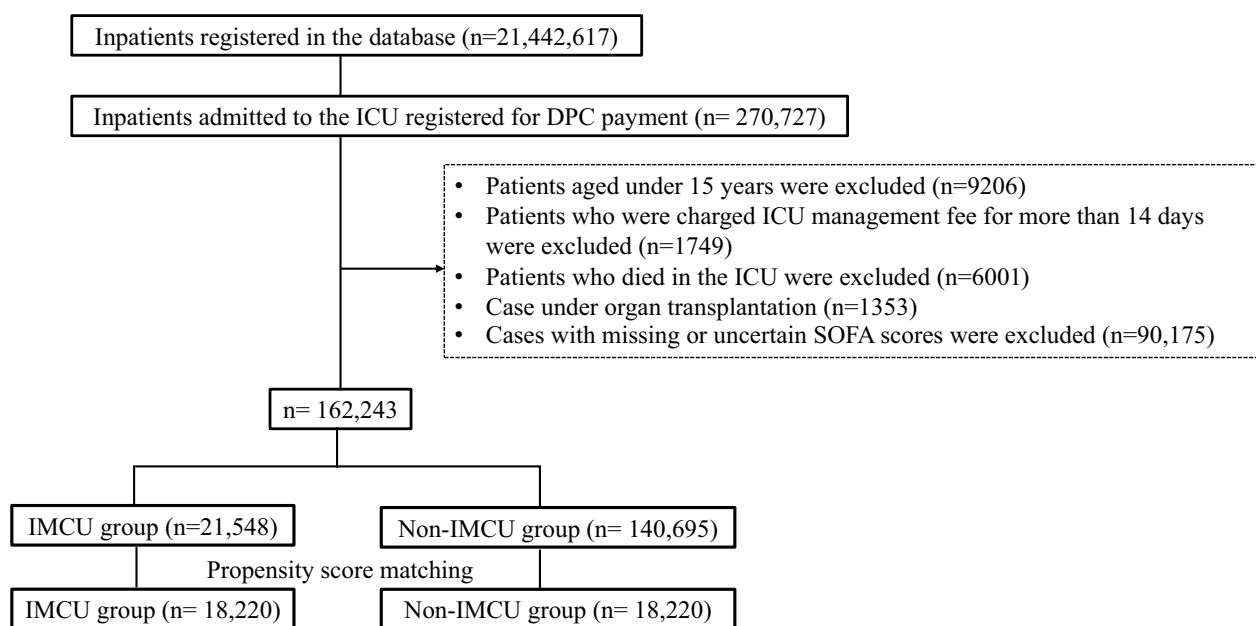 Inpatients registered in the database (n=21,442,617)
Inpatients admitted to the ICU registered for DPC payment (n= 270,727)
• Patients aged under 15 years were excluded (n=9206)
• Patients who were charged ICU management fee for more than 14 days
were excluded (n=1749)
• Patients who died in the ICU were excluded (n=6001)
• Case under organ transplantation (n=1353)
• Cases with missing or uncertain SOFA scores were excluded (n=90,175)
n= 162,243
IMCU group (n=21,548)
Non-IMCU group (n= 140,695)
Propensity score matching
IMCU group (n= 18,220)
Non-IMCU group (n= 18,220)